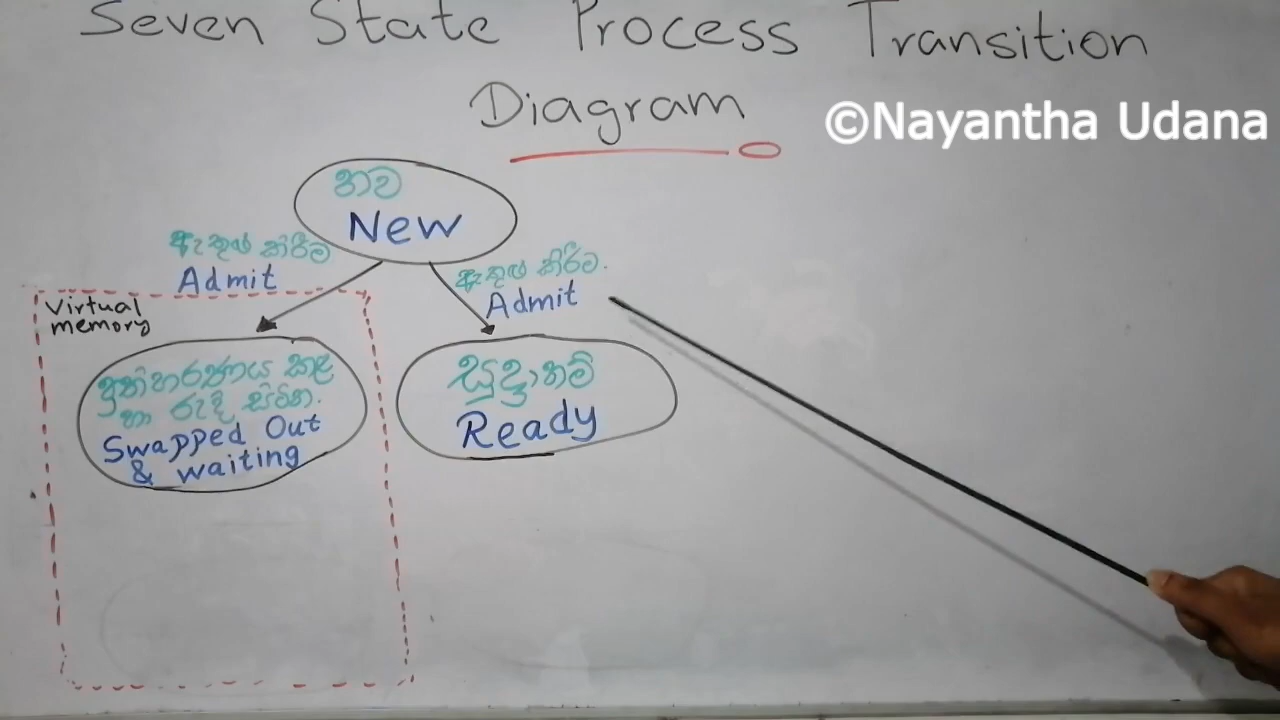 Seven State Process Transition
Diagram
©Nayantha Udana
නව
New
ඇතුළු කිරීම
Admit
ඇතුළු කිරීම.
Admit
Virtual
memory
ප්‍රතිහරණය කළ
හා රැඳී සිටින.
Swapped Out
& waiting
සූදානම්
Ready